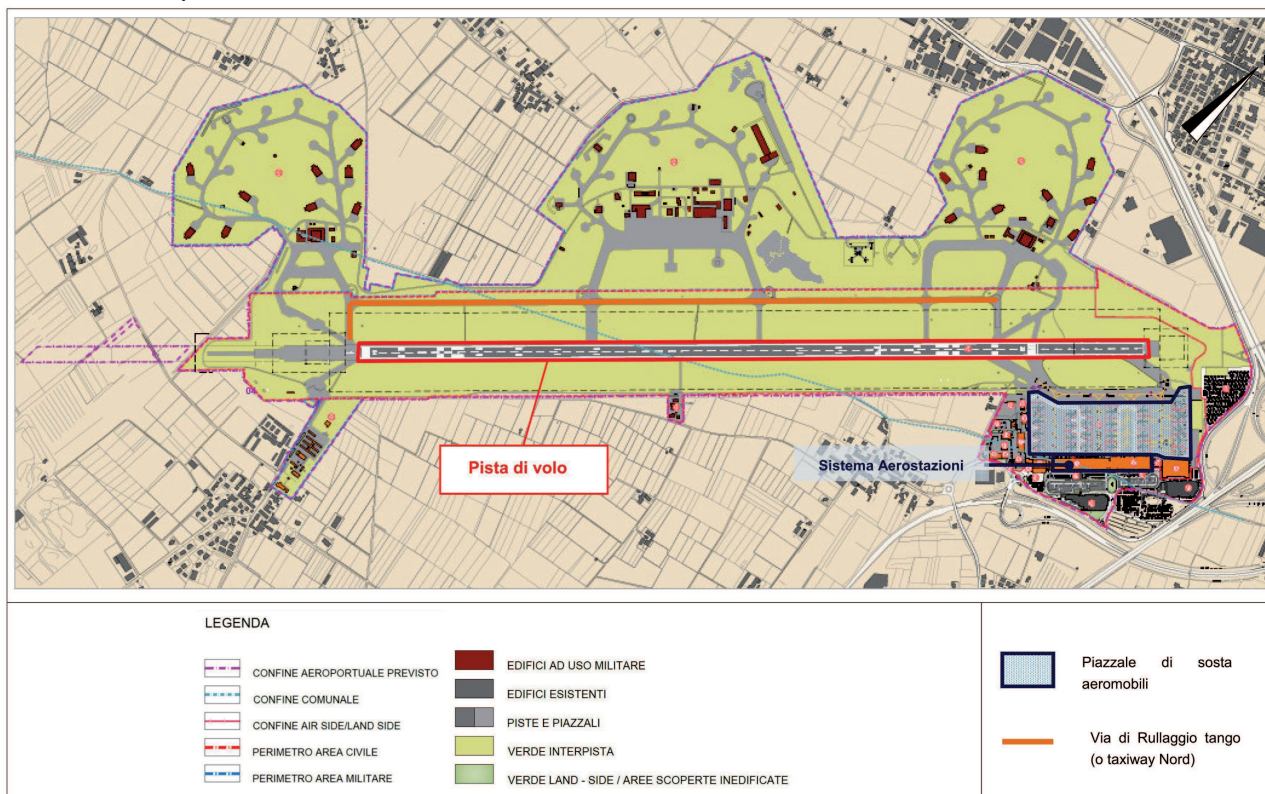 Pista di volo
Sistema Aerostazioni
LEGENDA
CONFINE AEROPORTUALE PREVISTO
CONFINE COMUNALE
CONFINE AIR SIDE/LAND SIDE
PERIMETRO AREA CIVILE
PERIMETRO AREA MILITARE
EDIFICI AD USO MILITARE
EDIFICI ESISTENTI
PISTE E PIAZZALI
VERDE INTERPISTA
VERDE LAND - SIDE / AREE SCOPERTE INEDIFICATE
Piazzale di sosta
aeromobili
Via di Rullaggio tango
(o taxiway Nord)